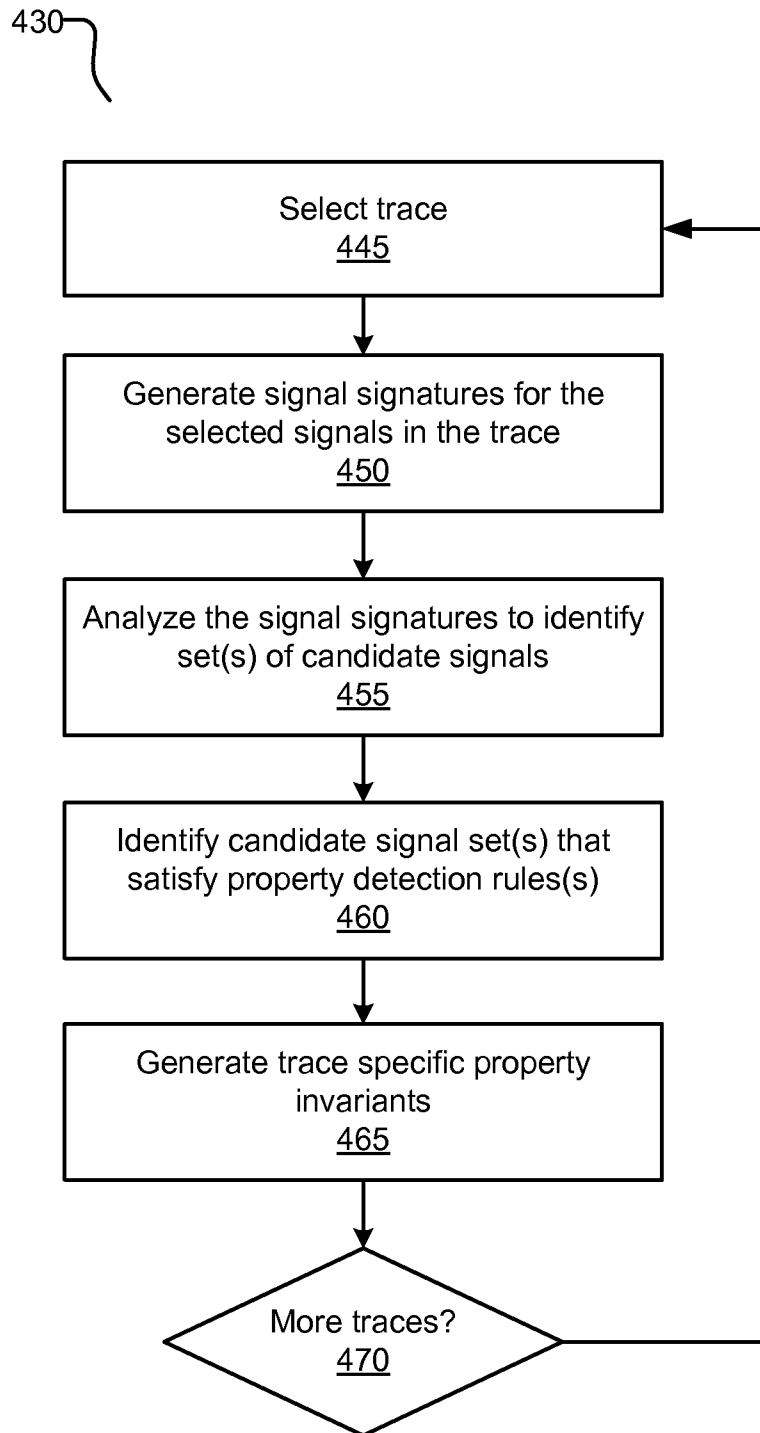 430
Select trace
445
Generate signal signatures for the
selected signals in the trace
450
Analyze the signal signatures to identify
set(s) of candidate signals
455
Identify candidate signal set(s) that
satisfy property detection rules(s)
460
Generate trace specific property
invariants
465
More traces?
470